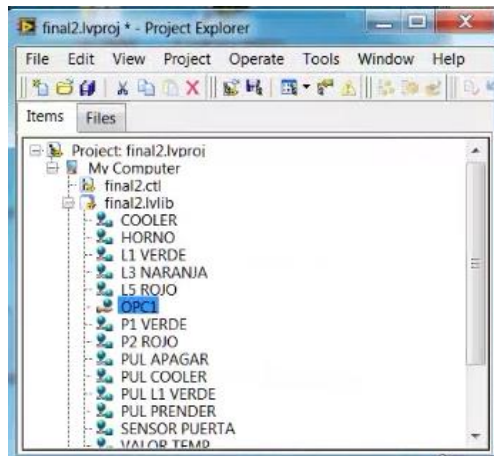 final2.lvproj * - Project Explorer
File Edit View Project Operate Tools Window Help
Items Files
Project: final2.lvproj
My Computer
final2.ctl
final2.lvlib
COOLER
HORNO
L1 VERDE
L3 NARANJA
L5 ROJO
OPC1
P1 VERDE
P2 ROJO
PUL APAGAR
PUL COOLER
PUL L1 VERDE
PUL PRENDER
SENSOR PUERTA
VALOR TEMP